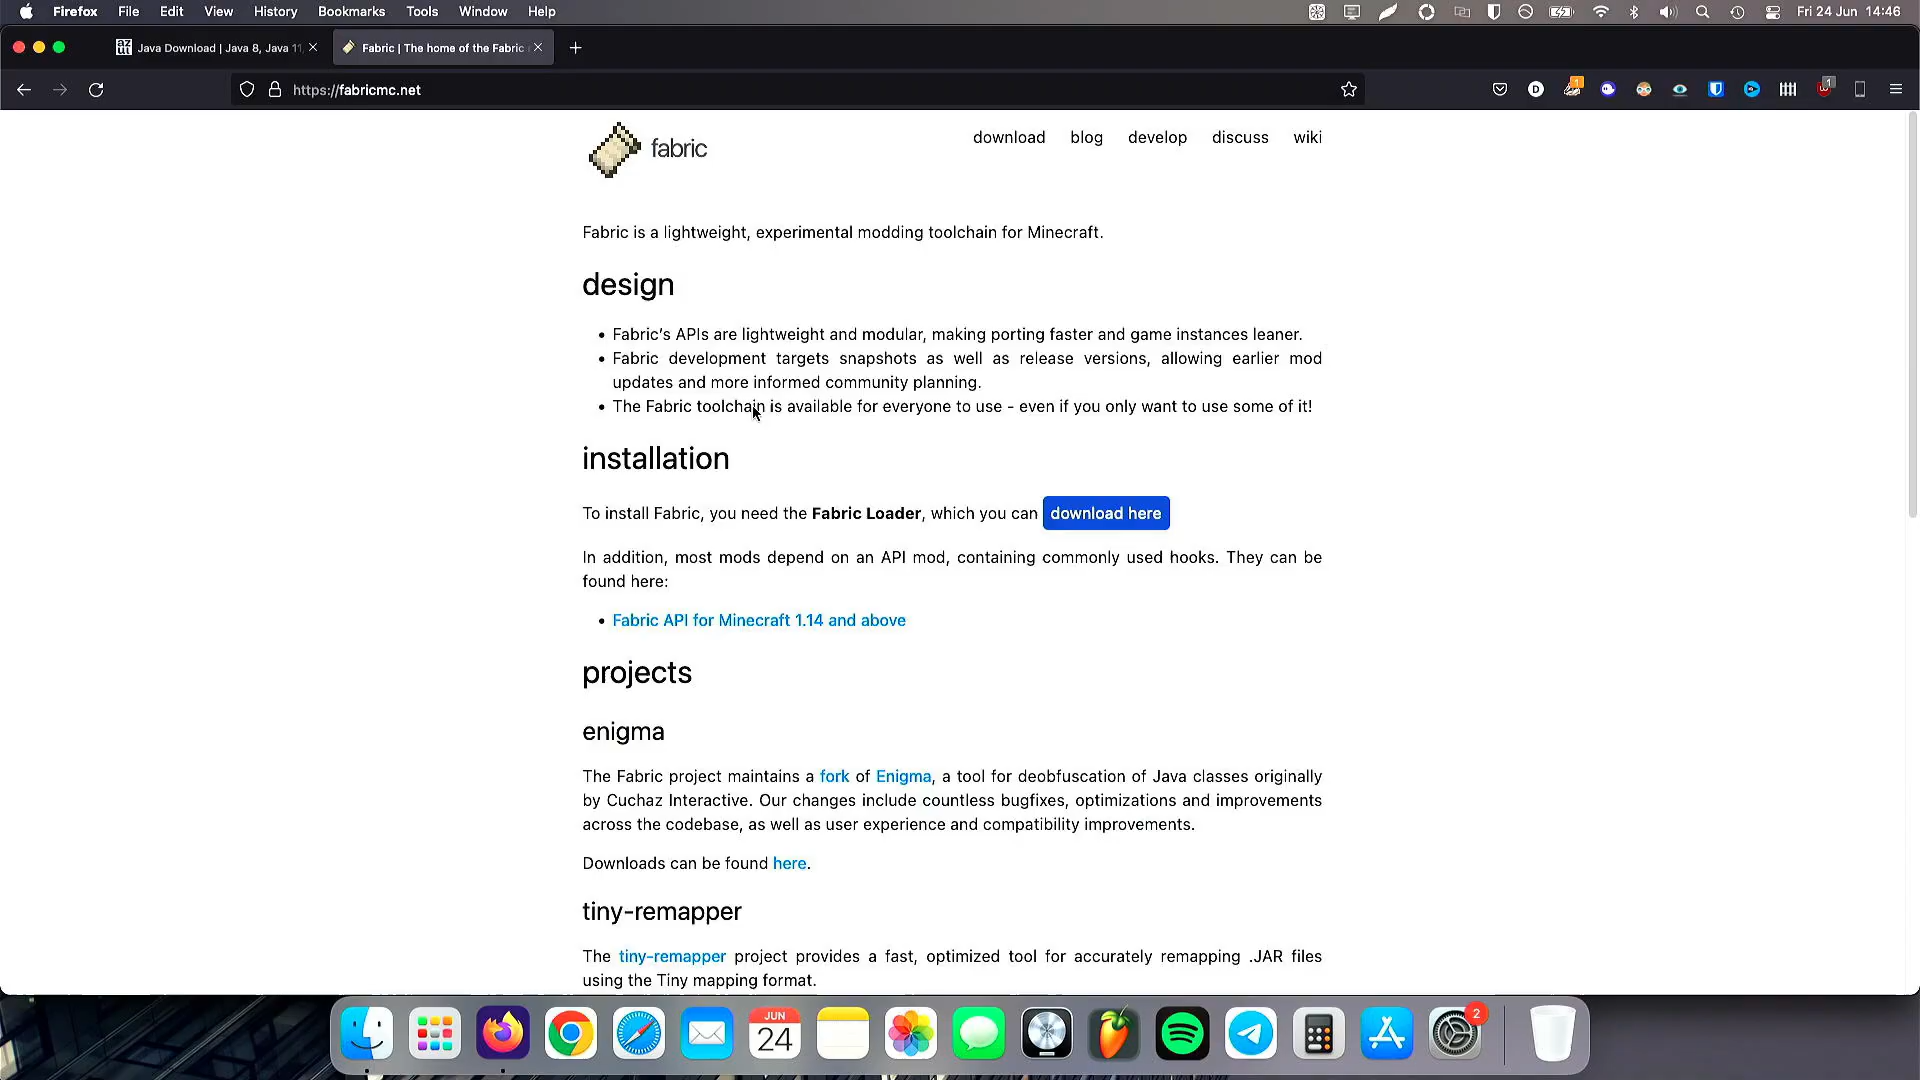 Firefox File Edit View History Bookmarks Tools Window Help Fri 24 Jun 14:46
Java Download | Java 8, Java 11, Fabric | The home of the Fabric
https://fabricmc.net
fabric download blog develop discuss wiki
Fabric is a lightweight, experimental modding toolchain for Minecraft.
design
• Fabric's APIs are lightweight and modular, making porting faster and game instances leaner.
• Fabric development targets snapshots as well as release versions, allowing earlier mod
updates and more informed community planning.
• The Fabric toolchain is available for everyone to use - even if you only want to use some of it!
installation
To install Fabric, you need the Fabric Loader, which you can download here
In addition, most mods depend on an API mod, containing commonly used hooks. They can be
found here:
• Fabric API for Minecraft 1.14 and above
projects
enigma
The Fabric project maintains a fork of Enigma, a tool for deobfuscation of Java classes originally
by Cuchaz Interactive. Our changes include countless bugfixes, optimizations and improvements
across the codebase, as well as user experience and compatibility improvements.
Downloads can be found here.
tiny-remapper
The tiny-remapper project provides a fast, optimized tool for accurately remapping .JAR files
using the Tiny mapping format.
JUN
24
2